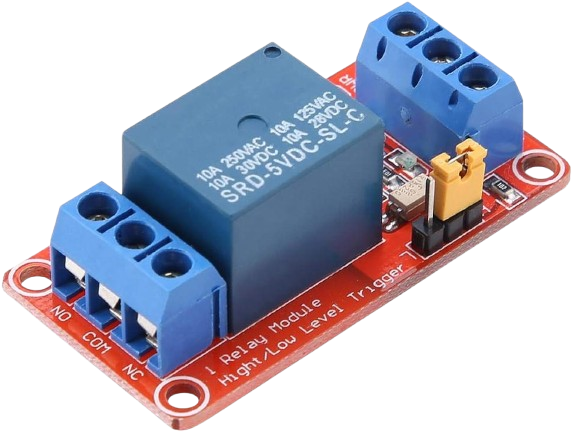 10A 250VAC 10A 125VAC
10A 30VDC 10A 28VDC
SRD-5VDC-SL-C
NO
COM
NC
1 Relay Module
Hight/Low Level Trigger